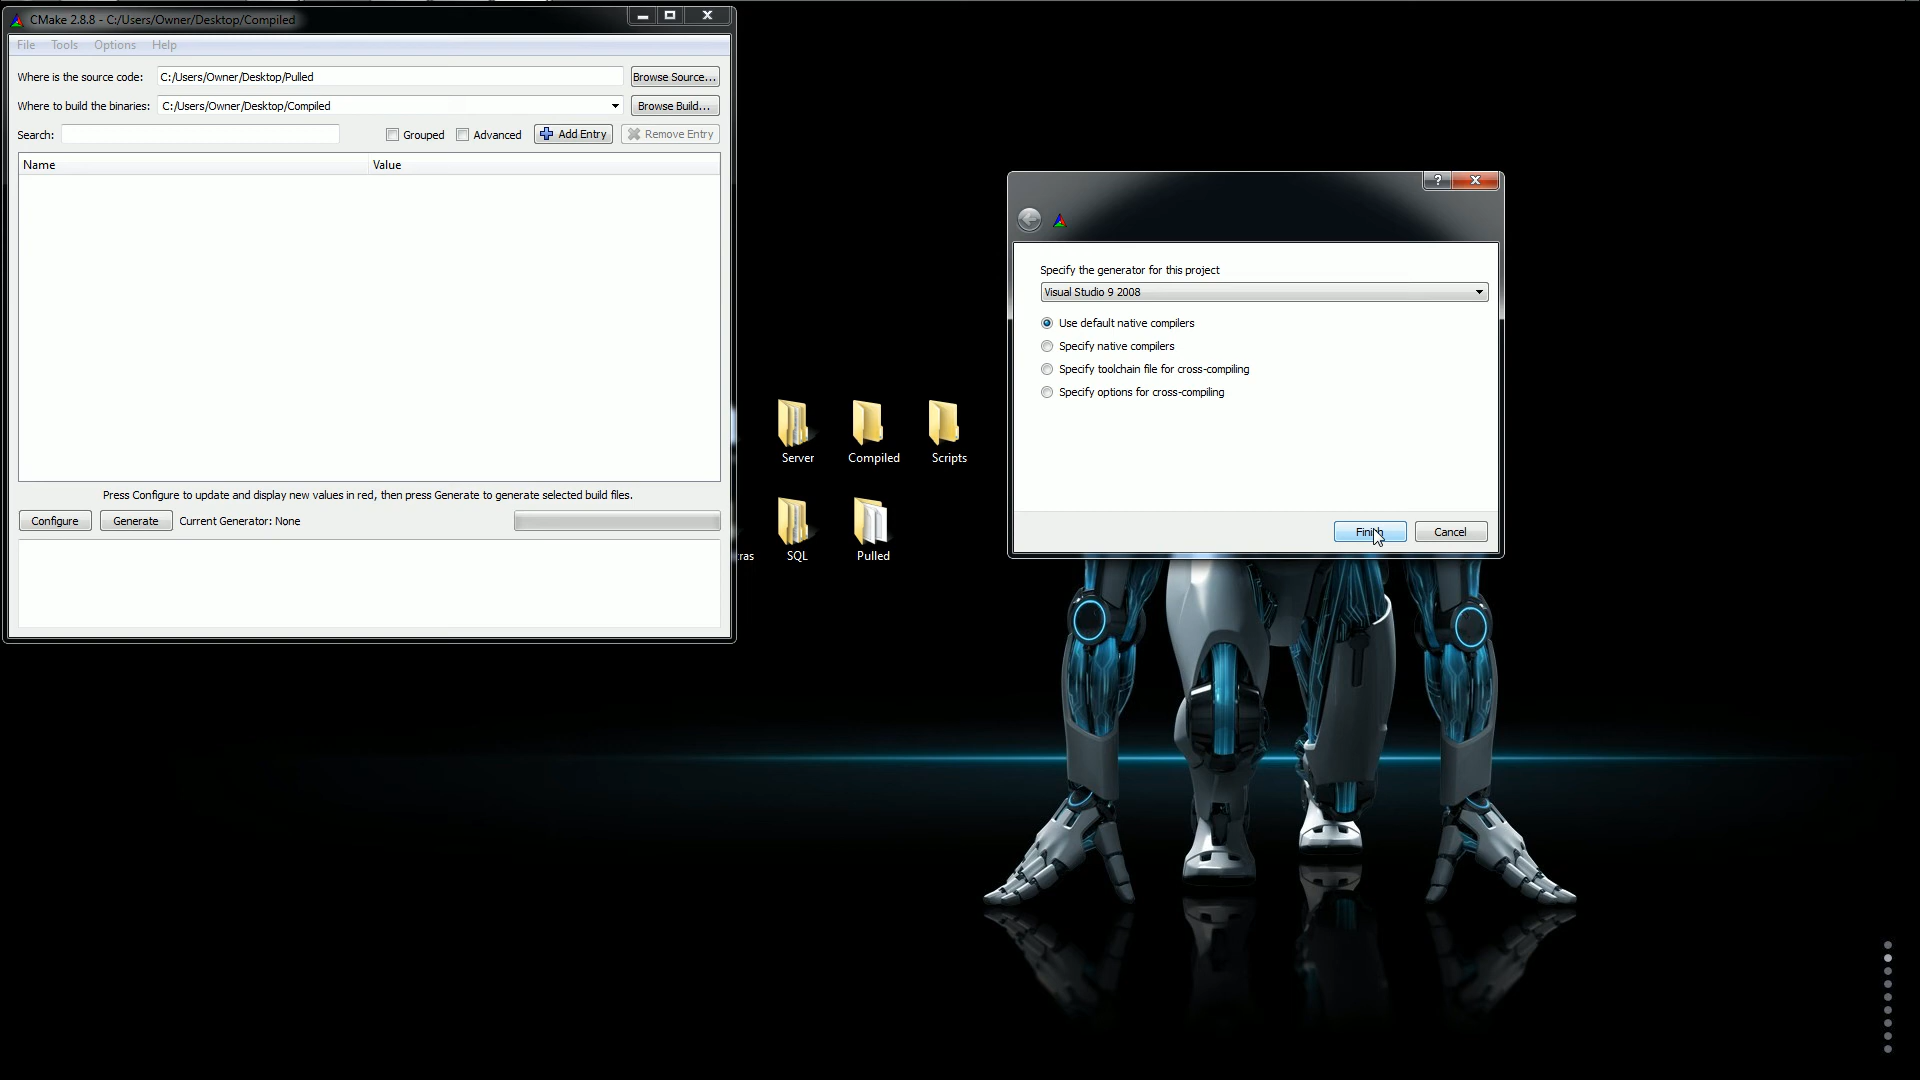 CMake 2.8.8 - C:/Users/Owner/Desktop/Compiled
File Tools Options Help
Where is the source code: C:/Users/Owner/Desktop/Pulled Browse Source...
Where to build the binaries: C:/Users/Owner/Desktop/Compiled Browse Build...
Search: Grouped Advanced Add Entry Remove Entry
Name Value
Press Configure to update and display new values in red, then press Generate to generate selected build files.
Configure Generate Current Generator: None
Server Compiled Scripts
SQL Pulled
Specify the generator for this project
Visual Studio 9 2008
Use default native compilers
Specify native compilers
Specify toolchain file for cross-compiling
Specify options for cross-compiling
Finish Cancel